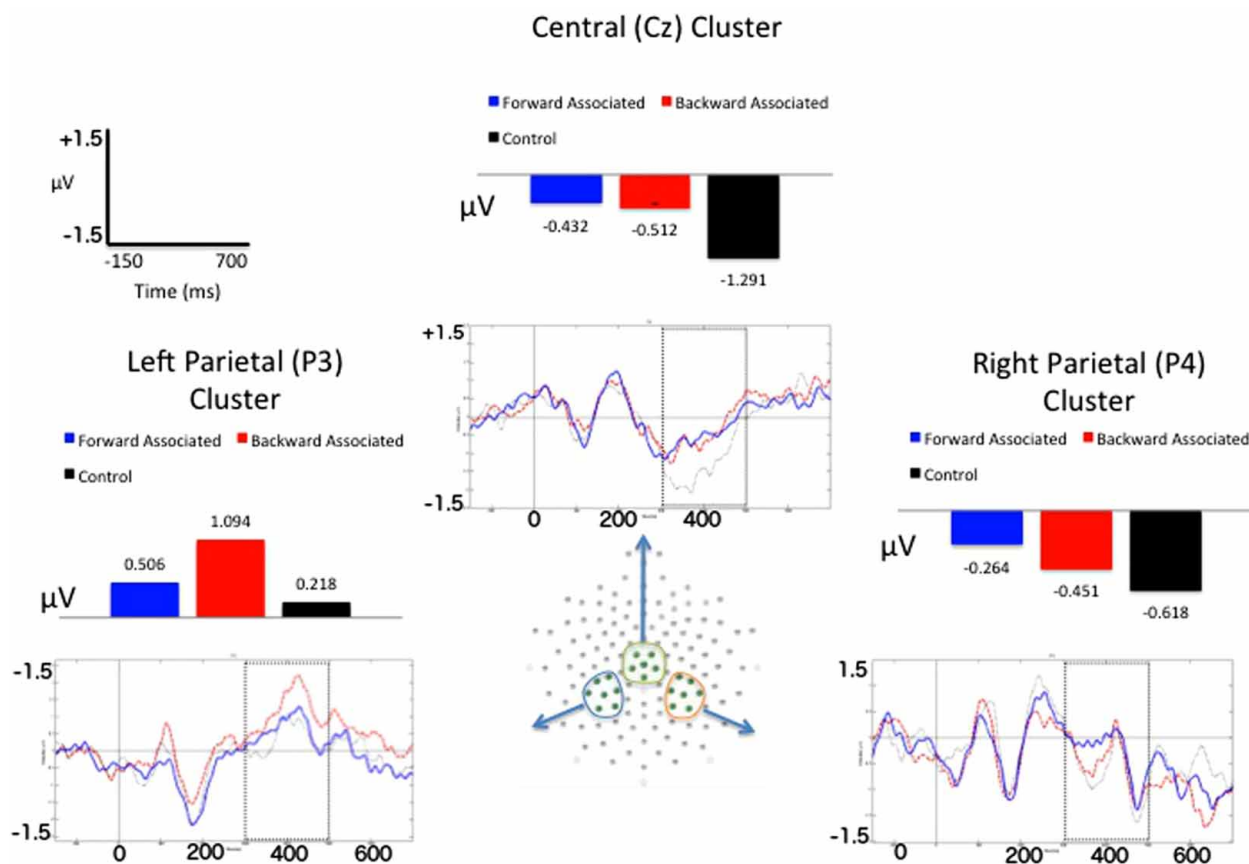 Central (Cz) Cluster
Forward Associated Backward Associated
Control
µV
-0.432
-0.512
-1.291
+1.5
µV
-1.5
-150 700
Time (ms)
+1.5
-1.5
0 200 400
Left Parietal (P3)
Cluster
Forward Associated Backward Associated
Control
µV
0.506
1.094
0.218
-1.5
-1.5
0 200 400 600
Right Parietal (P4)
Cluster
Forward Associated Backward Associated
Control
µV
-0.264
-0.451
-0.618
1.5
-1.5
0 200 400 600